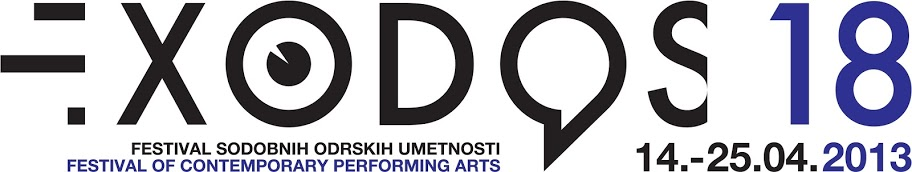 EXODOS 18
FESTIVAL SODOBNIH ODRSKIH UMETNOSTI
FESTIVAL OF CONTEMPORARY PERFORMING ARTS
14.-25.04.2013